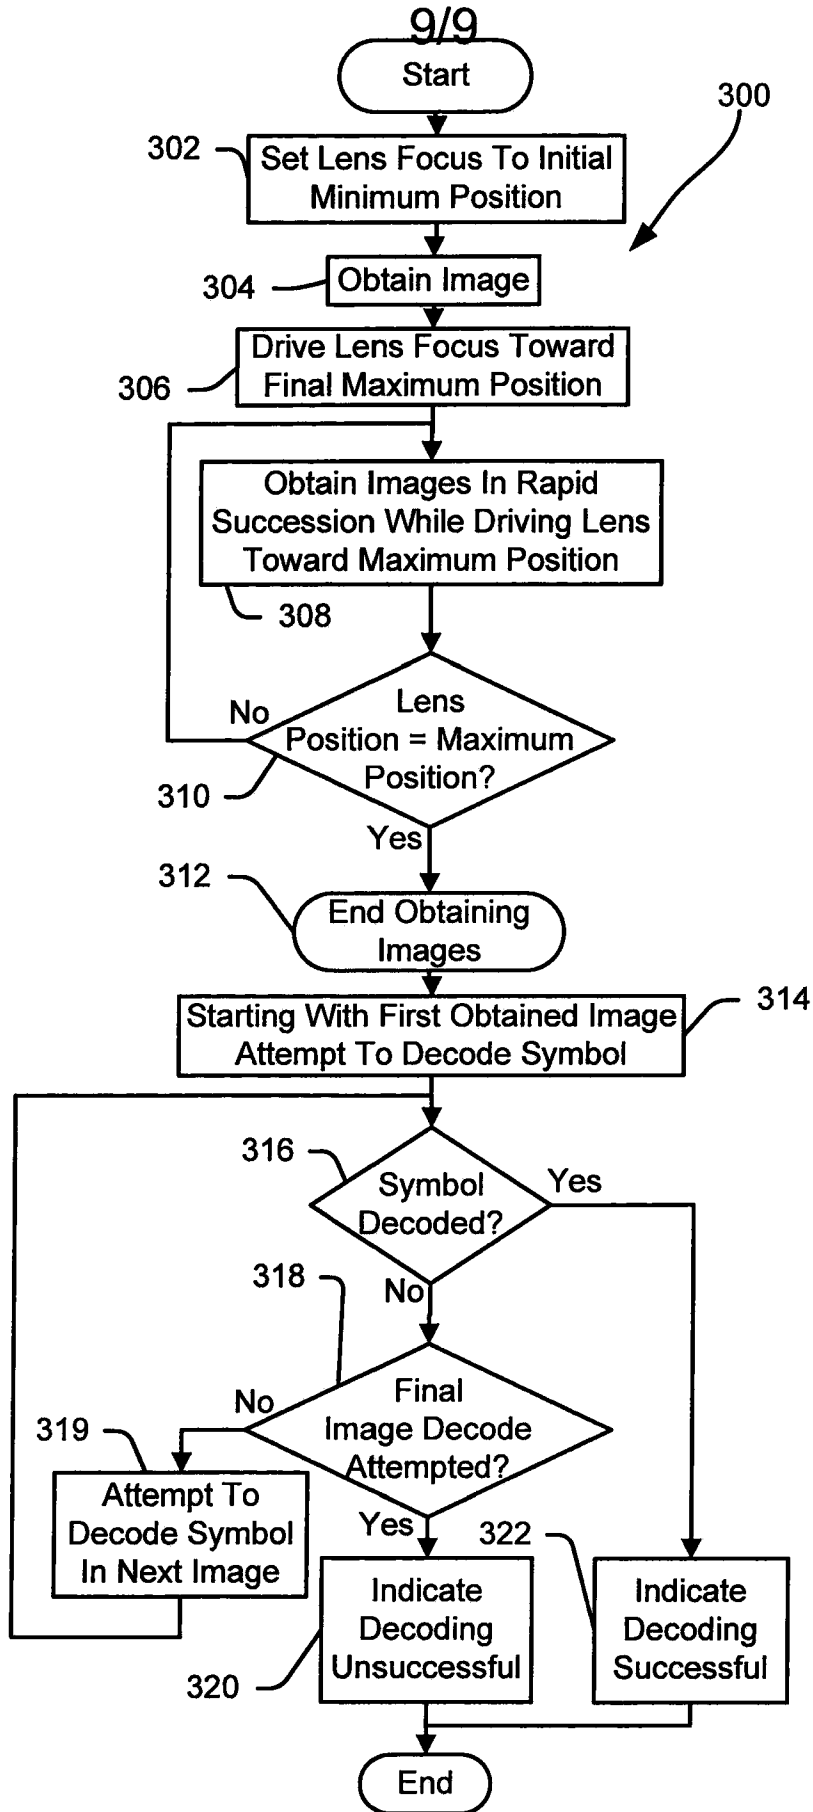 9/9
Start
300
302
Set Lens Focus To Initial
Minimum Position
304
Obtain Image
306
Drive Lens Focus Toward
Final Maximum Position
Obtain Images In Rapid
Succession While Driving Lens
Toward Maximum Position
308
No
Lens
Position = Maximum
Position?
310
Yes
312
End Obtaining
Images
314
Starting With First Obtained Image
Attempt To Decode Symbol
316
Symbol
Decoded?
Yes
318
No
No
Final
Image Decode
Attempted?
319
Attempt To
Decode Symbol
In Next Image
Yes
322
Indicate
Decoding
Unsuccessful
320
Indicate
Decoding
Successful
End